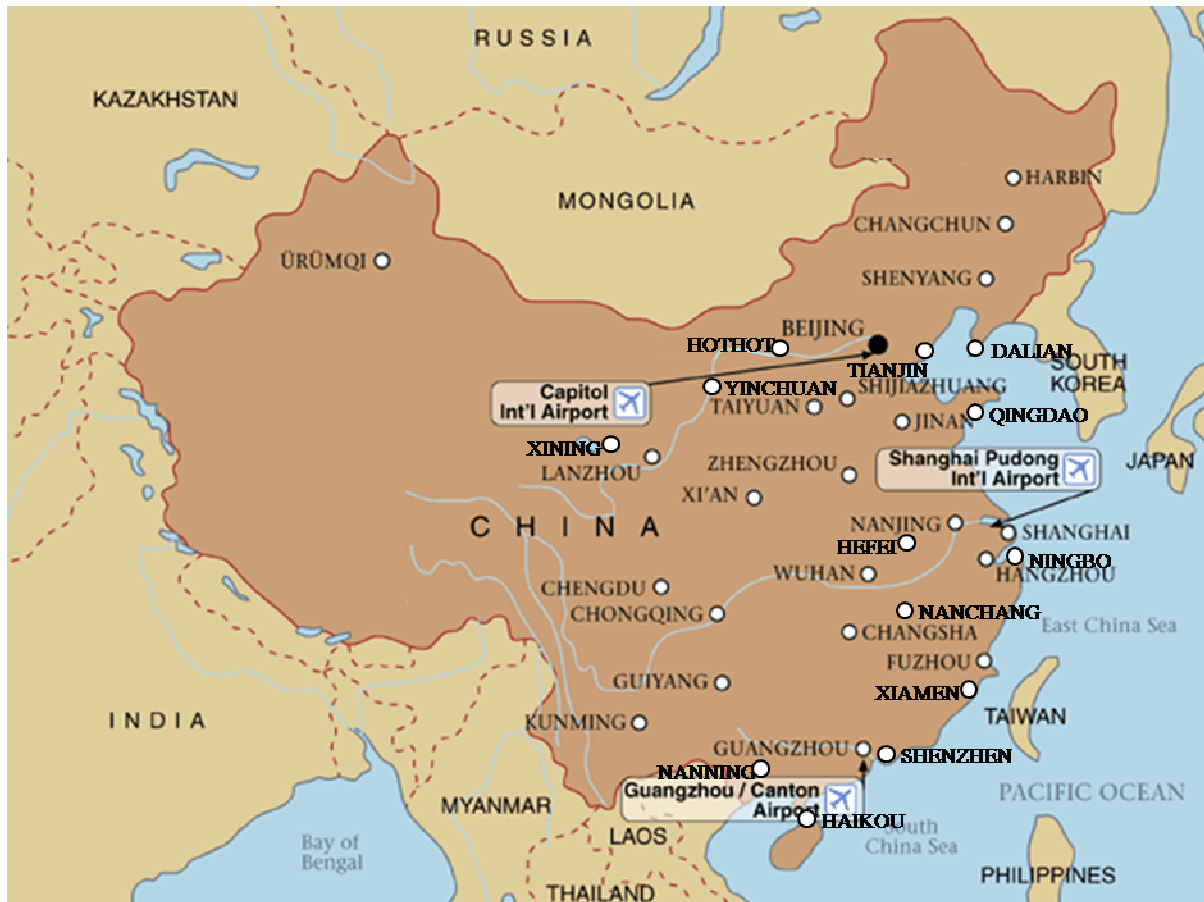 RUSSIA
KAZAKHSTAN
MONGOLIA
HARBIN
CHANGCHUN
ÜRÜMQI
SHENYANG
BEIJING
HOTHOT
DALIAN
TIANJIN
SOUTH
KOREA
YINCHUAN
SHIJIAZHUANG
Capitol
Int'l Airport
TAIYUAN
QINGDAO
JINAN
XINING
LANZHOU
ZHENGZHOU
Shanghai Pudong
Int'l Airport
JAPAN
XI'AN
CHINA
NANJING
SHANGHAI
HEFEI
NINGBO
HANGZHOU
WUHAN
CHENGDU
CHONGQING
NANCHANG
CHANGSHA
East China Sea
FUZHOU
GUIYANG
XIAMEN
TAIWAN
INDIA
KUNMING
GUANGZHOU
SHENZHEN
NANNING
Guangzhou / Canton
Airport
PACIFIC OCEAN
MYANMAR
HAIKOU
South
China Sea
LAOS
Bay of
Bengal
PHILIPPINES
THAILAND